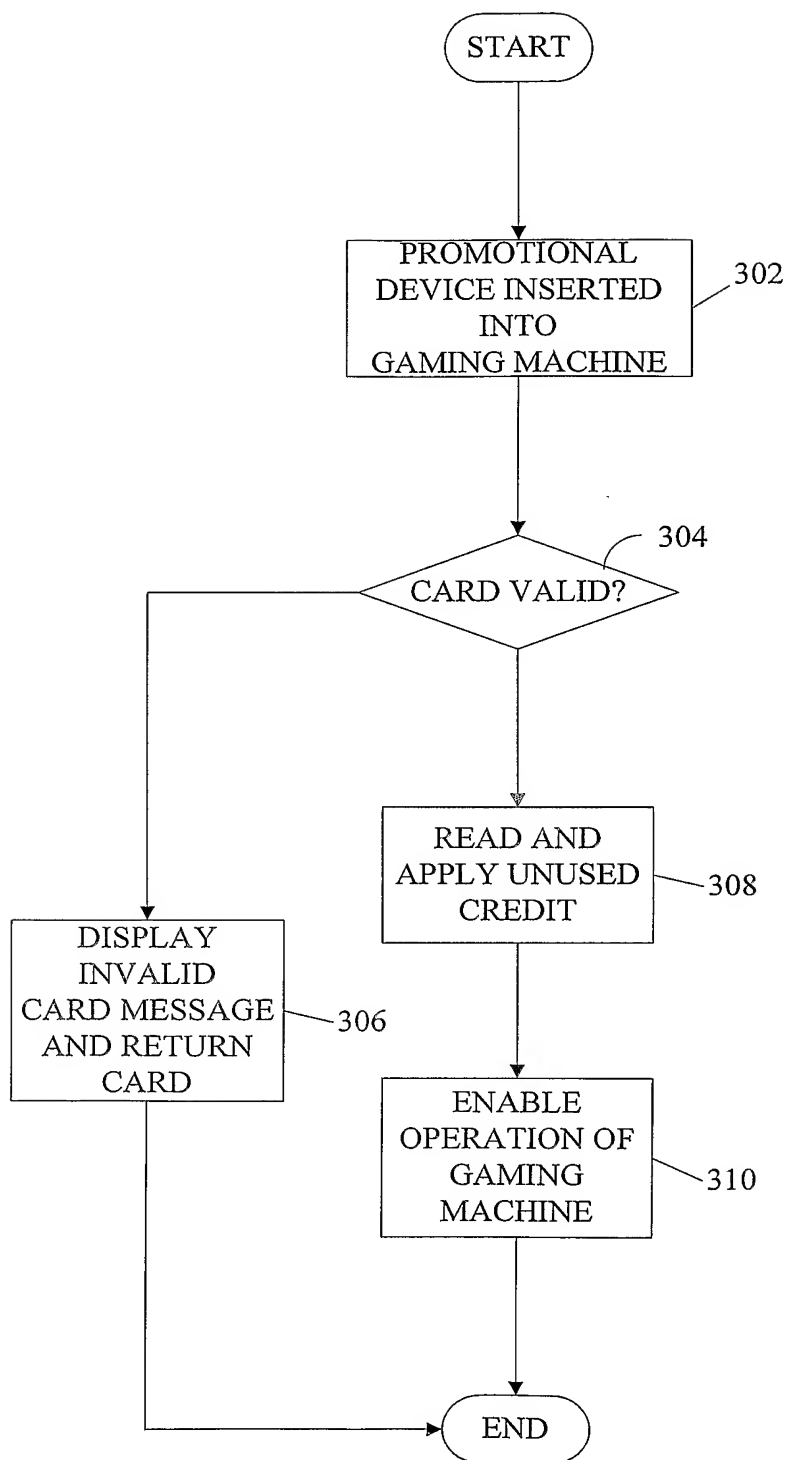 START
PROMOTIONAL
DEVICE INSERTED
INTO
GAMING MACHINE
302
304
CARD VALID?
READ AND
APPLY UNUSED
CREDIT
308
DISPLAY
INVALID
CARD MESSAGE
AND RETURN
CARD
306
ENABLE
OPERATION OF
GAMING
MACHINE
310
END